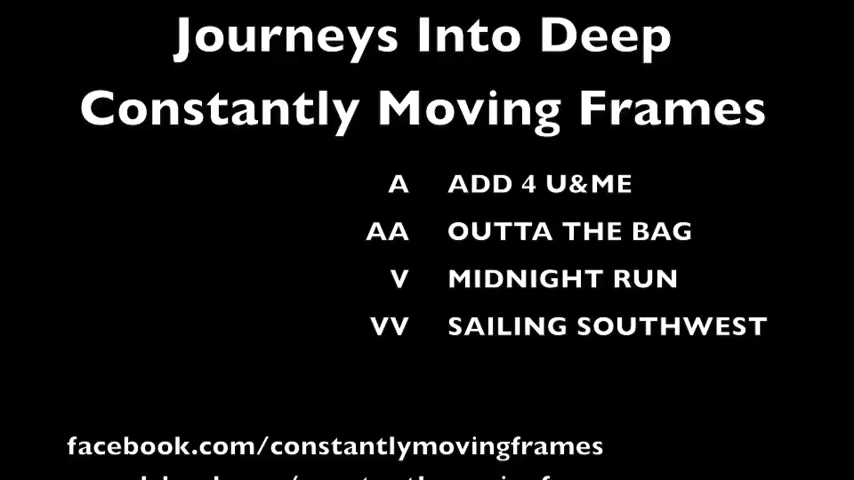 Journeys Into Deep
Constantly Moving Frames
A ADD 4 U&ME
AA OUTTA THE BAG
V MIDNIGHT RUN
VV SAILING SOUTHWEST
facebook.com/constantlymovingframes